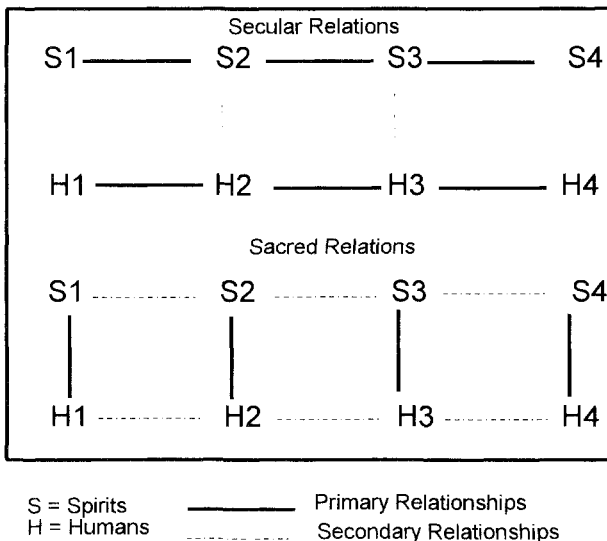 Secular Relations
S1 S2 S3 S4
H1 H2 H3 H4
Sacred Relations
S1 S2 S3 S4
H1 H2 H3 H4
S = Spirits Primary Relationships
H = Humans Secondary Relationships